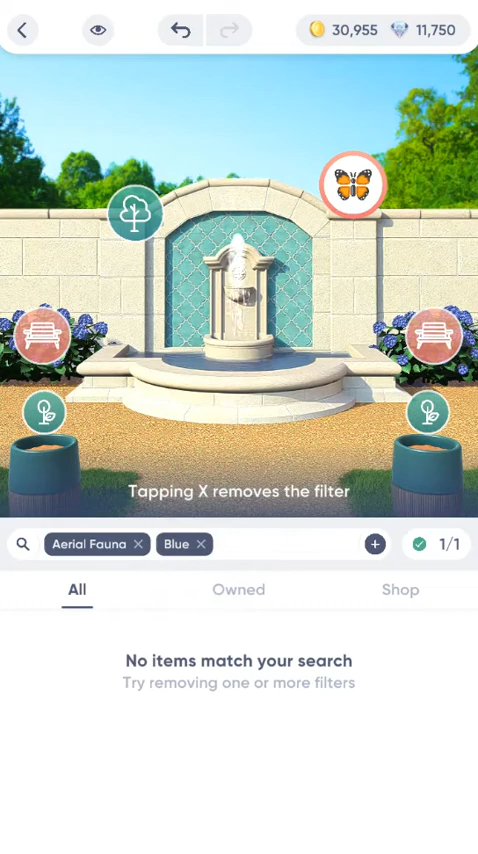 30,955 11,750
Tapping X removes the filter
Aerial Fauna Blue 1/1
All Owned Shop
No items match your search
Try removing one or more filters